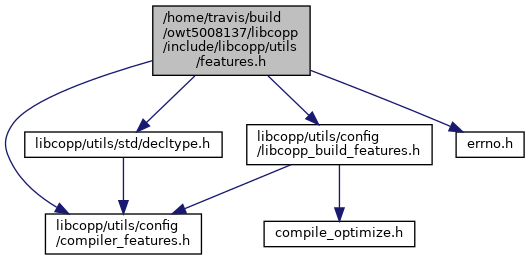 /home/travis/build
/owt5008137/libcopp
/include/libcopp/utils
/features.h
libcopp/utils/std/decltype.h
libcopp/utils/config
/libcopp_build_features.h
errno.h
libcopp/utils/config
/compiler_features.h
compile_optimize.h